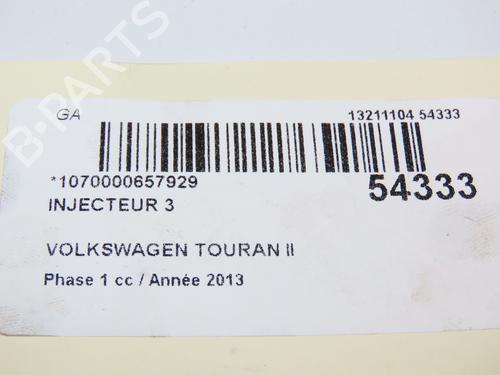 GA
13211104 54333
*1070000657929
54333
INJECTEUR 3
VOLKSWAGEN TOURAN II
Phase 1 cc / Année 2013
B-PARTS